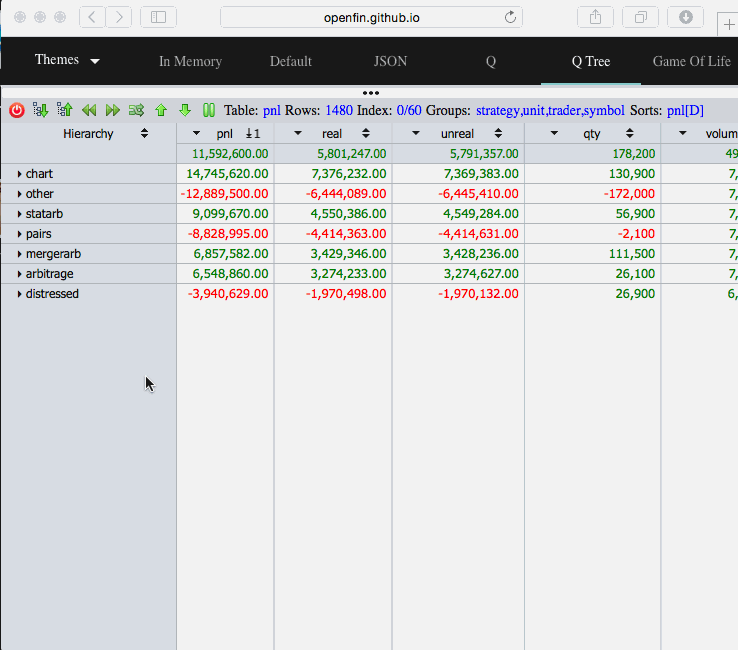 openfin.github.io
Themes In Memory Default JSON Q Q Tree Game Of Life
Table: pnl Rows: 1480 Index: 0/60 Groups: strategy,unit,trader,symbol Sorts: pnl[D]
Hierarchy pnl 1 real unreal qty volum
11,592,600.00 5,801,247.00 5,791,357.00 178,200 49
chart 14,745,620.00 7,376,232.00 7,369,383.00 130,900 7,
other -12,889,500.00 -6,444,089.00 -6,445,410.00 -172,000 7,
statarb 9,099,670.00 4,550,386.00 4,549,284.00 56,900 7,
pairs -8,828,995.00 -4,414,363.00 -4,414,631.00 -2,100 7,
mergerarb 6,857,582.00 3,429,346.00 3,428,236.00 111,500 7,
arbitrage 6,548,860.00 3,274,233.00 3,274,627.00 26,100 7,
distressed -3,940,629.00 -1,970,498.00 -1,970,132.00 26,900 6,